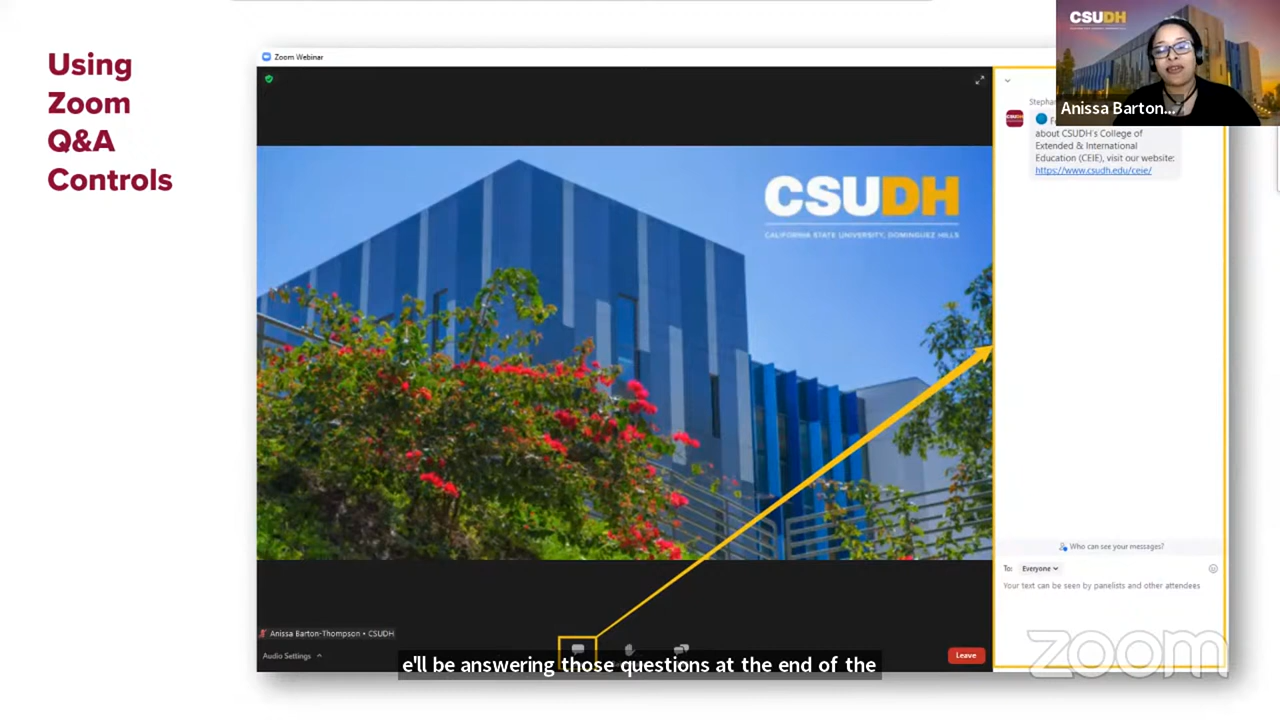 Using
Zoom
Q&A
Controls
Zoom Webinar
CSUDH
CALIFORNIA STATE UNIVERSITY, DOMINGUEZ HILLS
CSUDH
Anissa Barton...
CSUDH
about CSUDH's College of
Extended & International
Education (CEIE), visit our website:
https://www.csudh.edu/ceie/
Who can see your messages?
To: Everyone
Your text can be seen by panelists and other attendees
Anissa Barton-Thompson • CSUDH
Audio Settings
Leave
e'll be answering those questions at the end of the
zoom